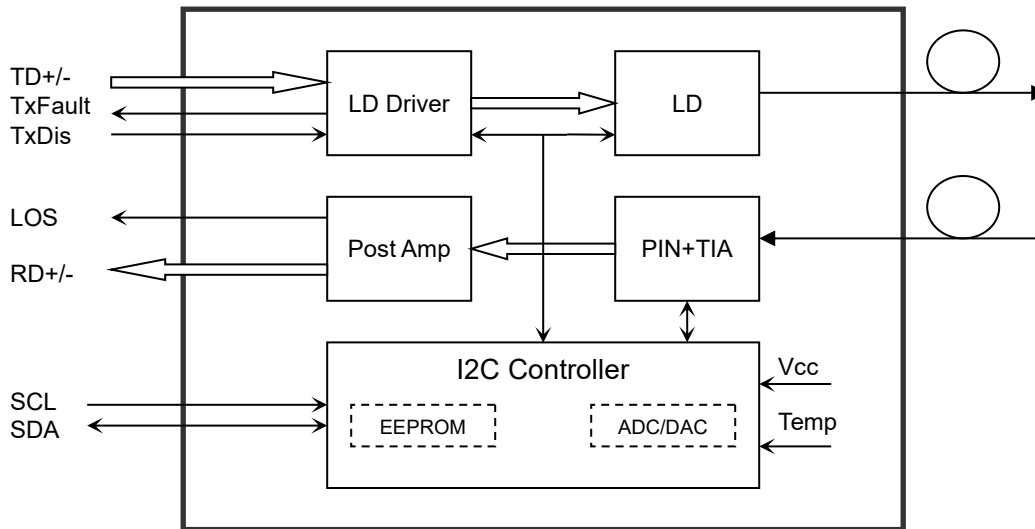 TD+/-
TxFault
TxDis
LD Driver
LD
LOS
RD+/-
Post Amp
PIN+TIA
I2C Controller
EEPROM
ADC/DAC
SCL
SDA
Vcc
Temp